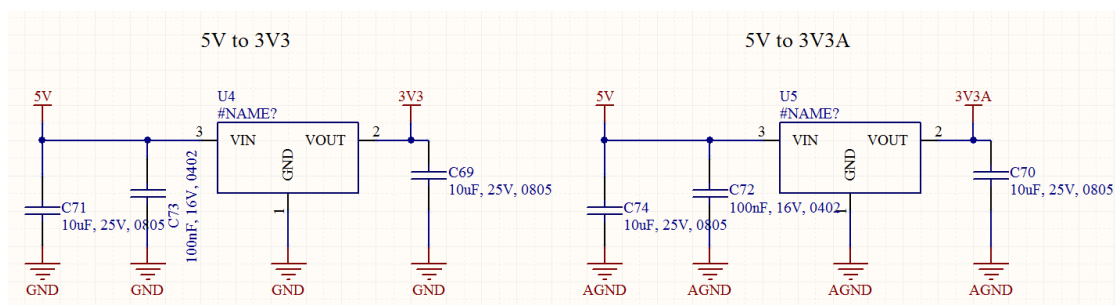 5V to 3V3
5V to 3V3A
5V
U4
#NAME?
3V3
3
VIN
VOUT
2
GND
1
C71
10uF, 25V, 0805
C73
100nF, 16V, 0402
C69
10uF, 25V, 0805
GND
GND
GND
GND
5V
U5
#NAME?
3V3A
3
VIN
VOUT
2
GND
1
C74
10uF, 25V, 0805
C72
100nF, 16V, 0402
C70
10uF, 25V, 0805
AGND
AGND
AGND
AGND